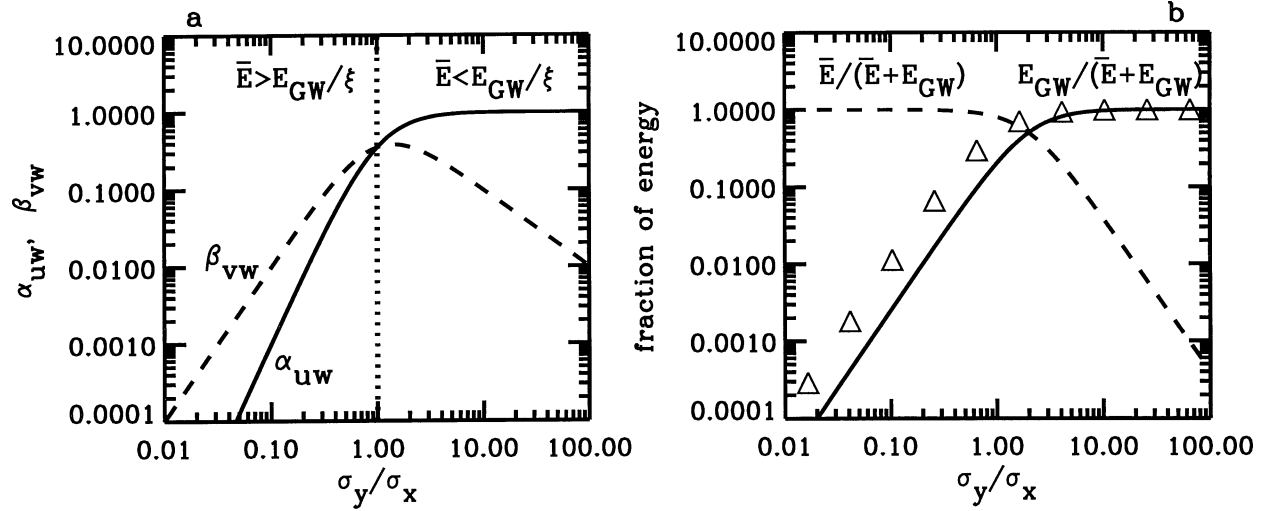 a
10.0000
1.0000
0.1000
0.0100
0.0010
0.0001
α_uw, β_vw
Ē>E_GW/ξ
Ē<E_GW/ξ
β_vw
α_uw
0.01 0.10 1.00 10.00 100.00
σ_y/σ_x
b
10.0000
1.0000
0.1000
0.0100
0.0010
0.0001
fraction of energy
Ē/(Ē+E_GW)
E_GW/(Ē+E_GW)
0.01 0.10 1.00 10.00 100.00
σ_y/σ_x